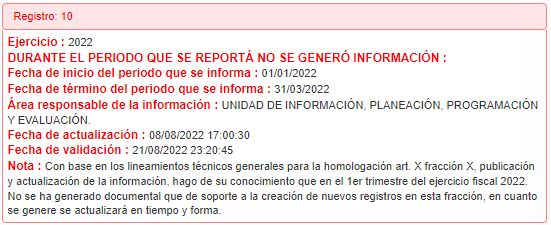 Registro: 10
Ejercicio : 2022
DURANTE EL PERIODO QUE SE REPORTÁ NO SE GENERÓ INFORMACIÓN :
Fecha de inicio del periodo que se informa : 01/01/2022
Fecha de término del periodo que se informa : 31/03/2022
Área responsable de la información : UNIDAD DE INFORMACIÓN, PLANEACIÓN, PROGRAMACIÓN
Y EVALUACIÓN.
Fecha de actualización : 08/08/2022 17:00:30
Fecha de validación : 21/08/2022 23:20:45
Nota : Con base en los lineamientos técnicos generales para la homologación art. X fracción X, publicación
y actualización de la información, hago de su conocimiento que en el 1er trimestre del ejercicio fiscal 2022.
No se ha generado documental que de soporte a la creación de nuevos registros en esta fracción, en cuanto
se genere se actualizará en tiempo y forma.